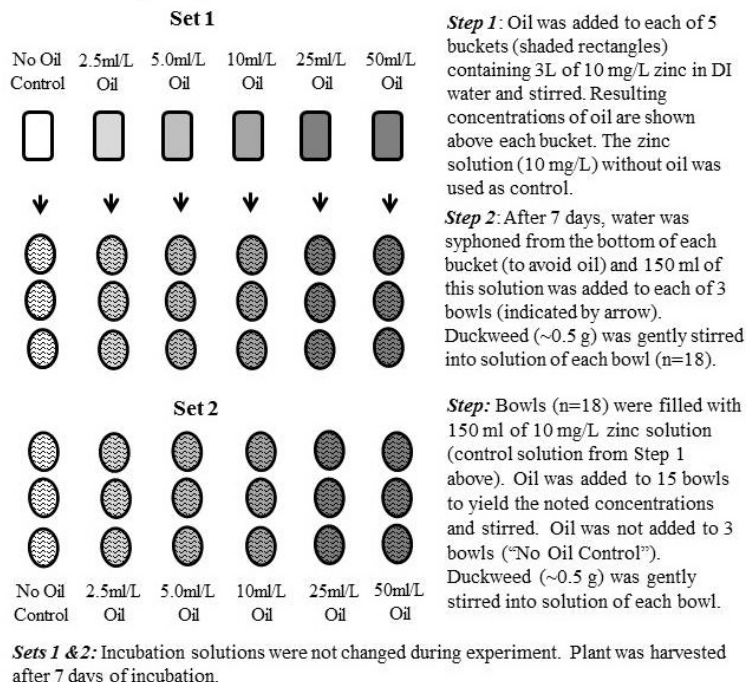 Set 1
No Oil 2.5ml/L 5.0ml/L 10ml/L 25ml/L 50ml/L
Control Oil Oil Oil Oil Oil
Step 1: Oil was added to each of 5
buckets (shaded rectangles)
containing 3L of 10 mg/L zinc in DI
water and stirred. Resulting
concentrations of oil are shown
above each bucket. The zinc
solution (10 mg/L) without oil was
used as control.
Step 2: After 7 days, water was
syphoned from the bottom of each
bucket (to avoid oil) and 150 ml of
this solution was added to each of 3
bowls (indicated by arrow).
Duckweed (~0.5 g) was gently stirred
into solution of each bowl (n=18).
Set 2
Step: Bowls (n=18) were filled with
150 ml of 10 mg/L zinc solution
(control solution from Step 1
above). Oil was added to 15 bowls
to yield the noted concentrations
and stirred. Oil was not added to 3
bowls (“No Oil Control”).
Duckweed (~0.5 g) was gently
stirred into solution of each bowl.
No Oil 2.5ml/L 5.0ml/L 10ml/L 25ml/L 50ml/L
Control Oil Oil Oil Oil Oil
Sets 1 &2: Incubation solutions were not changed during experiment. Plant was harvested
after 7 days of incubation.